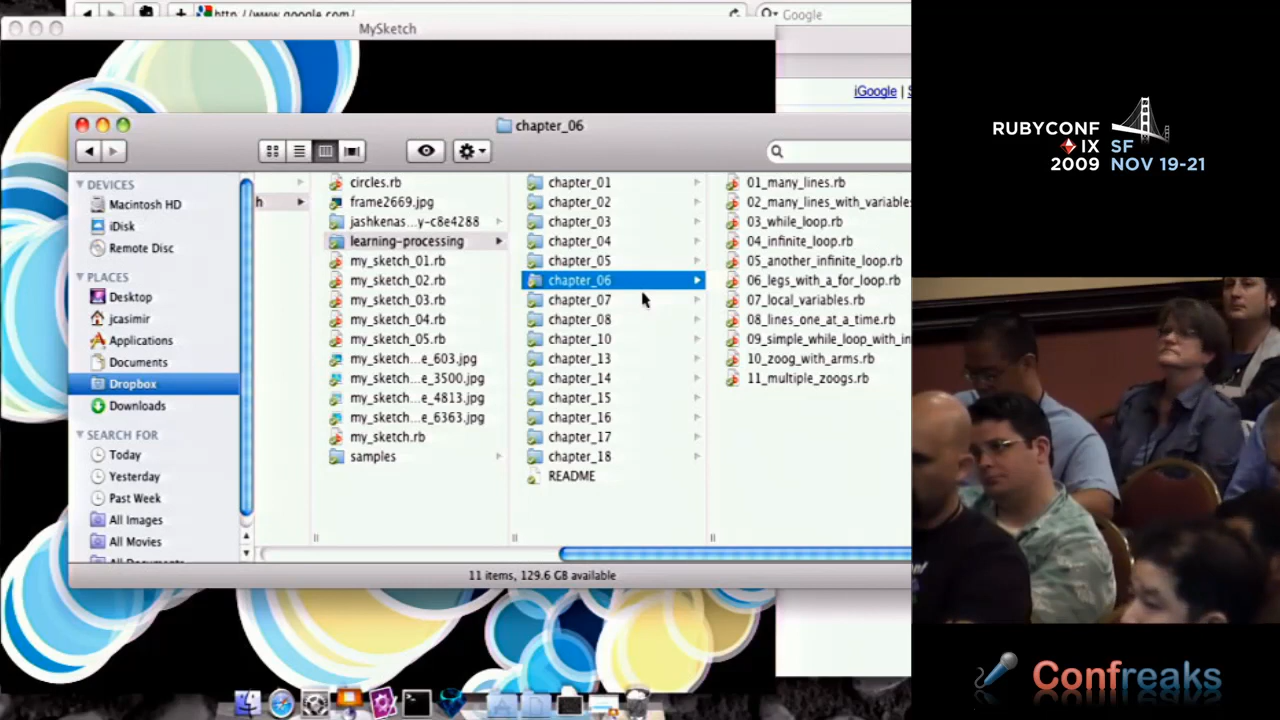 http://www.google.com/
Google
MySketch
iGoogle |
chapter_06
DEVICES
Macintosh HD
iDisk
Remote Disc
PLACES
Desktop
jcasimir
Applications
Documents
Dropbox
Downloads
SEARCH FOR
Today
Yesterday
Past Week
All Images
All Movies
All Documents
h
circles.rb
frame2669.jpg
jashkenas...y-c8e4288
learning-processing
my_sketch_01.rb
my_sketch_02.rb
my_sketch_03.rb
my_sketch_04.rb
my_sketch_05.rb
my_sketch...e_603.jpg
my_sketch...e_3500.jpg
my_sketch...e_4813.jpg
my_sketch...e_6363.jpg
my_sketch.rb
samples
chapter_01
chapter_02
chapter_03
chapter_04
chapter_05
chapter_06
chapter_07
chapter_08
chapter_10
chapter_13
chapter_14
chapter_15
chapter_16
chapter_17
chapter_18
README
01_many_lines.rb
02_many_lines_with_variables
03_while_loop.rb
04_infinite_loop.rb
05_another_infinite_loop.rb
06_legs_with_a_for_loop.rb
07_local_variables.rb
08_lines_one_at_a_time.rb
09_simple_while_loop_with_in
10_zoog_with_arms.rb
11_multiple_zoogs.rb
11 items, 129.6 GB available
RUBYCONF
IX SF
2009 NOV 19-21
Confreaks